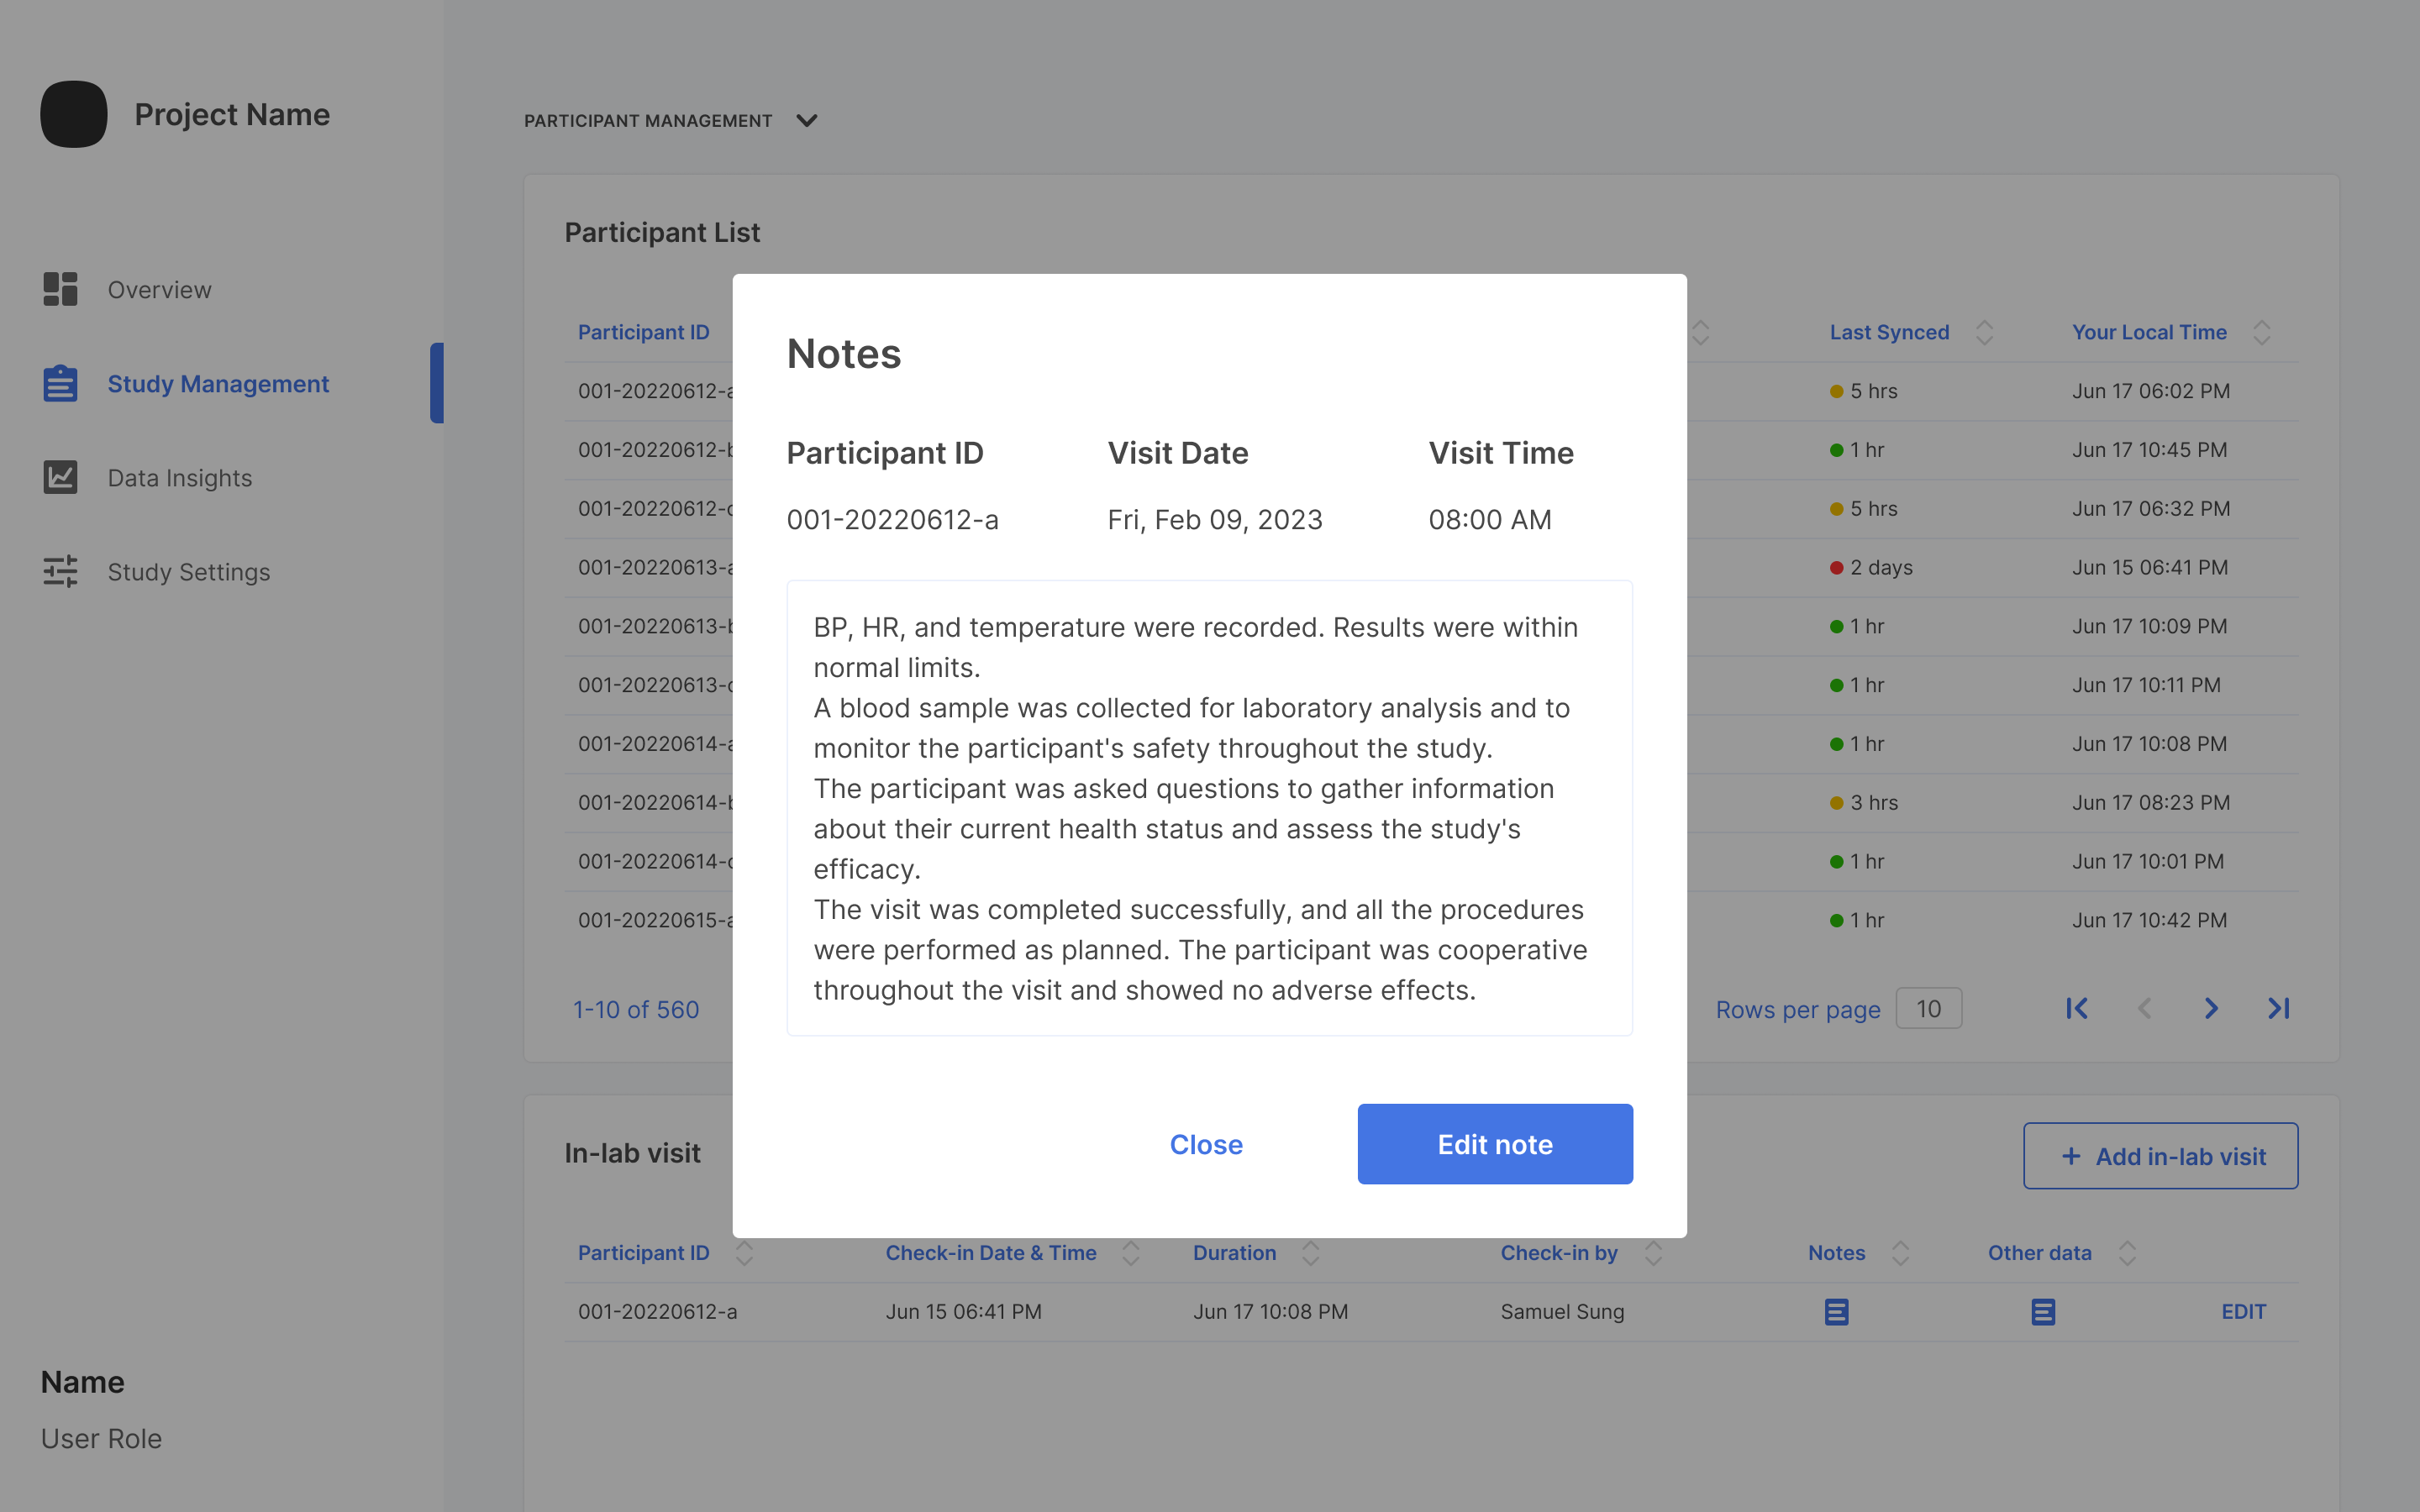 Project Name
Overview
Study Management
Data Insights
Study Settings
Name
User Role
PARTICIPANT MANAGEMENT
Participant List
Participant ID Last Synced Your Local Time
001-20220612-a 5 hrs Jun 17 06:02 PM
001-20220612-b 1 hr Jun 17 10:45 PM
001-20220612-c 5 hrs Jun 17 06:32 PM
001-20220613-a 2 days Jun 15 06:41 PM
001-20220613-b 1 hr Jun 17 10:09 PM
001-20220613-c 1 hr Jun 17 10:11 PM
001-20220614-a 1 hr Jun 17 10:08 PM
001-20220614-b 3 hrs Jun 17 08:23 PM
001-20220614-c 1 hr Jun 17 10:01 PM
001-20220615-a 1 hr Jun 17 10:42 PM
1-10 of 560 Rows per page 10
Notes
Participant ID Visit Date Visit Time
001-20220612-a Fri, Feb 09, 2023 08:00 AM
BP, HR, and temperature were recorded. Results were within
normal limits.
A blood sample was collected for laboratory analysis and to
monitor the participant's safety throughout the study.
The participant was asked questions to gather information
about their current health status and assess the study's
efficacy.
The visit was completed successfully, and all the procedures
were performed as planned. The participant was cooperative
throughout the visit and showed no adverse effects.
Close Edit note
In-lab visit + Add in-lab visit
Participant ID Check-in Date & Time Duration Check-in by Notes Other data
001-20220612-a Jun 15 06:41 PM Jun 17 10:08 PM Samuel Sung EDIT